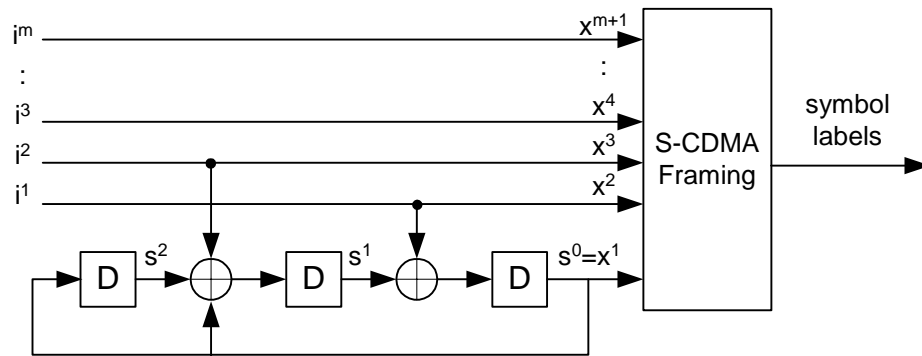 i^m x^{m+1}
: :
i^3 x^4
i^2 x^3
i^1 x^2
S-CDMA
Framing
symbol
labels
D s^2 D s^1 D s^0=x^1